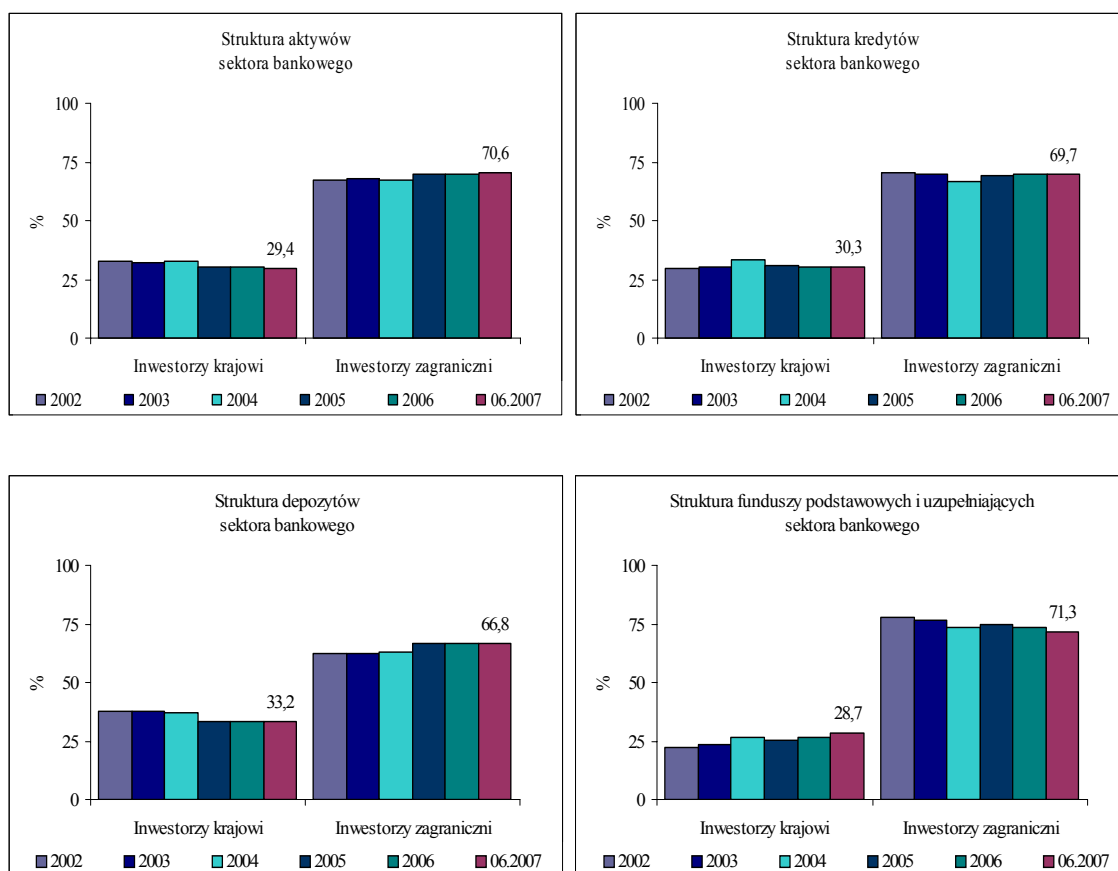 Struktura aktywów
sektora bankowego
%
100
75
50
25
0
29,4
70,6
Inwestorzy krajowi
Inwestorzy zagraniczni
2002 2003 2004 2005 2006 06.2007
Struktura kredytów
sektora bankowego
%
100
75
50
25
0
30,3
69,7
Inwestorzy krajowi
Inwestorzy zagraniczni
2002 2003 2004 2005 2006 06.2007
Struktura depozytów
sektora bankowego
%
100
75
50
25
0
33,2
66,8
Inwestorzy krajowi
Inwestorzy zagraniczni
2002 2003 2004 2005 2006 06.2007
Struktura funduszy podstawowych i uzupełniających
sektora bankowego
%
100
75
50
25
0
28,7
71,3
Inwestorzy krajowi
Inwestorzy zagraniczni
2002 2003 2004 2005 2006 06.2007